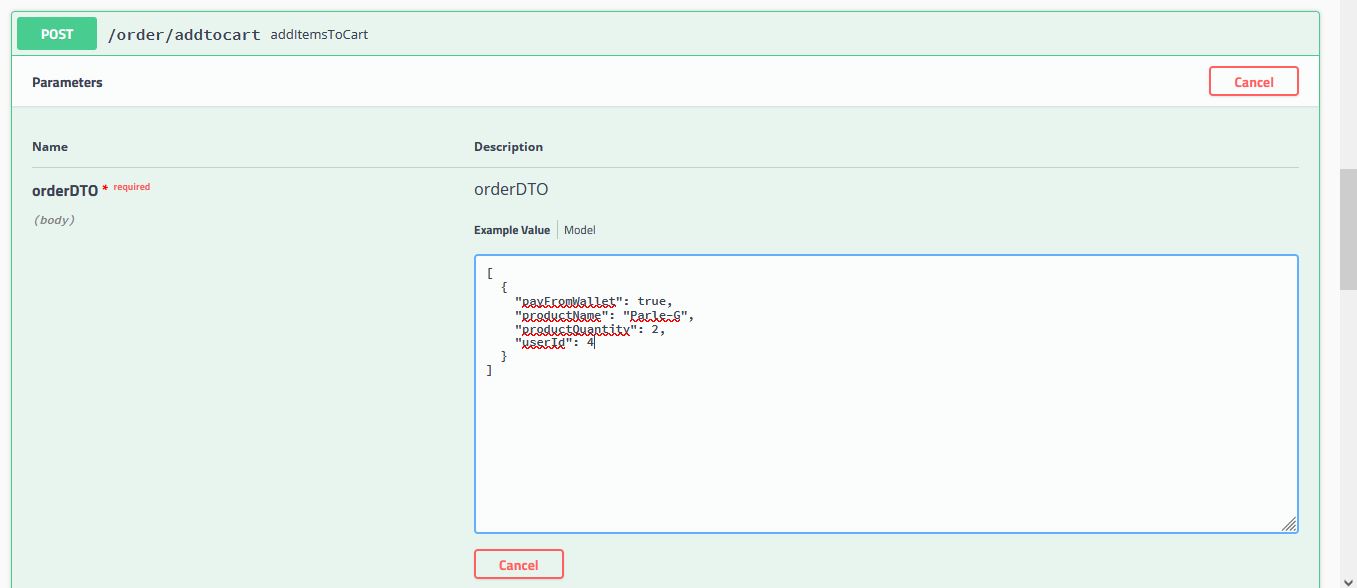 POST /order/addtocart addItemsToCart
Parameters Cancel
Name Description
orderDTO * required orderDTO
(body)
Example Value Model
[
{
"payFromWallet": true,
"productName": "Parle-G",
"productQuantity": 2,
"userId": 4
}
]
Cancel